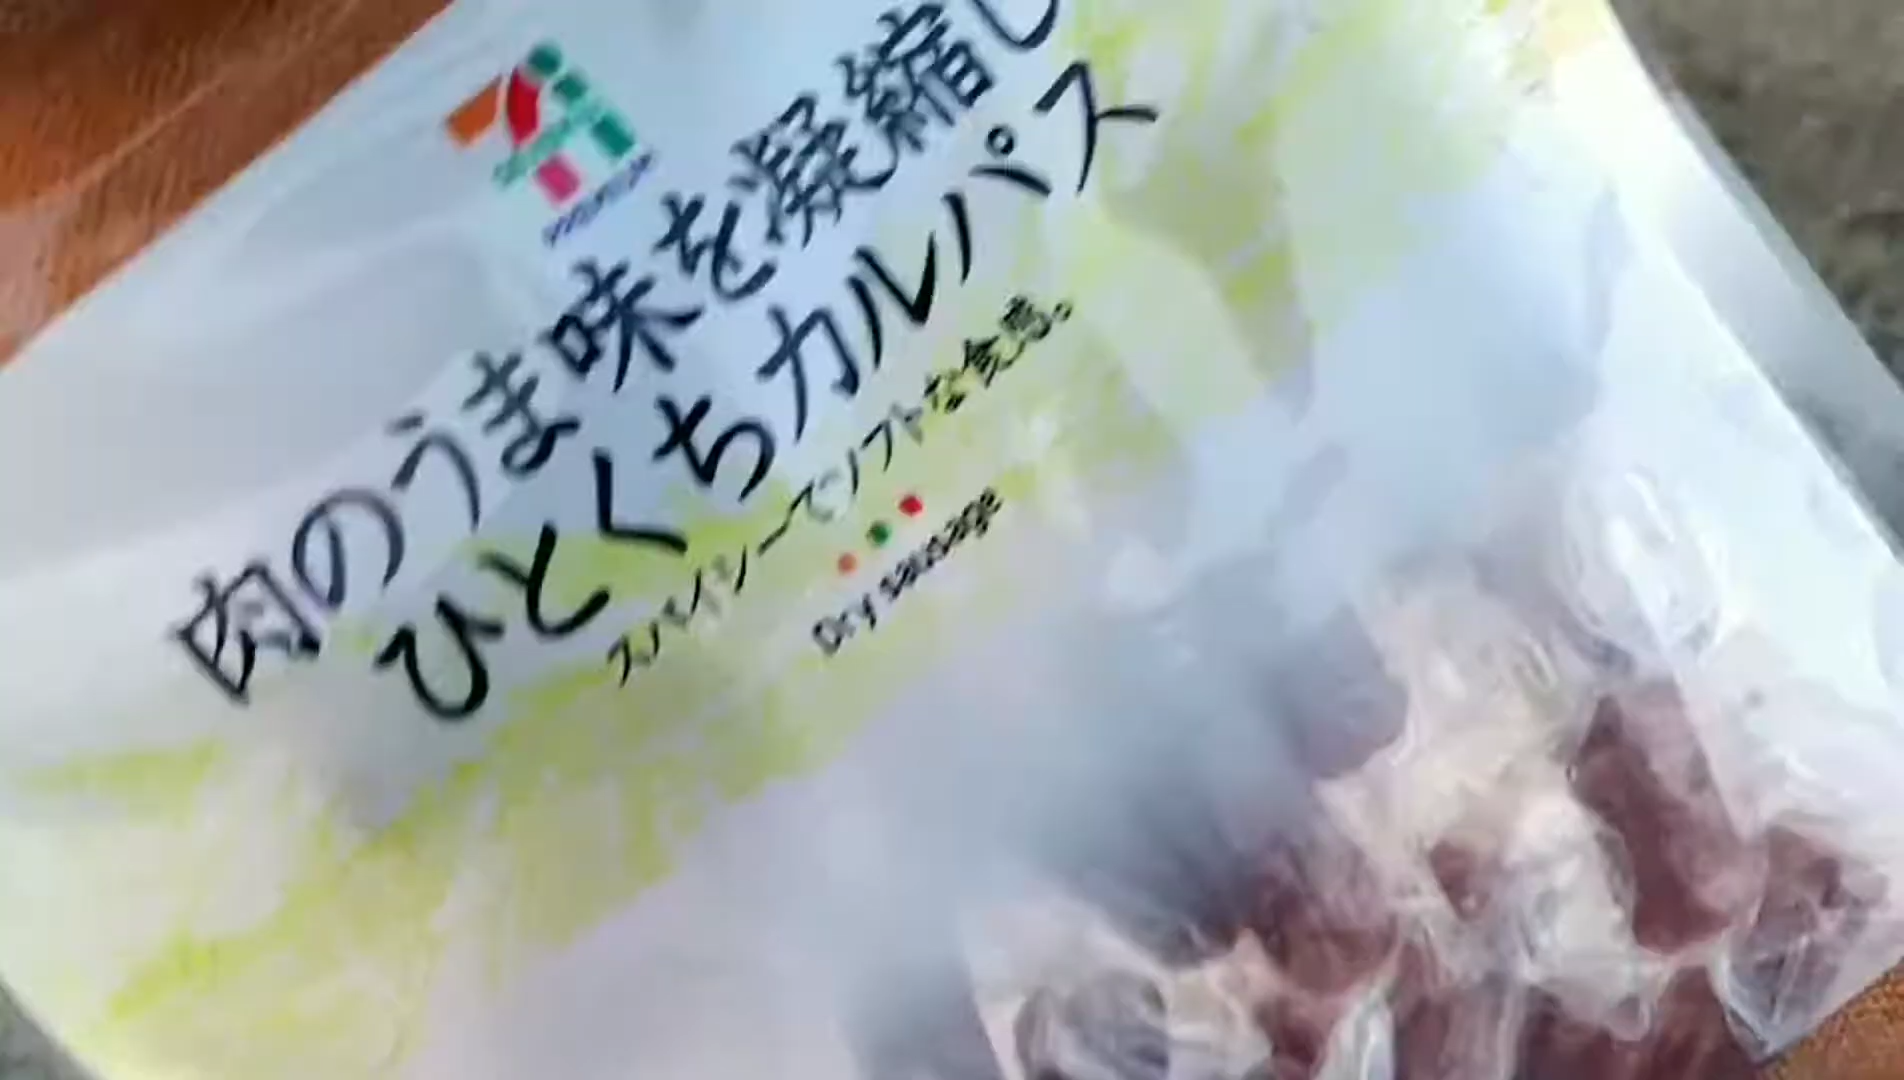 肉のうま味を凝縮し
ひとくちカルパス
スパイシーでソフトな食感。
Dry sausage